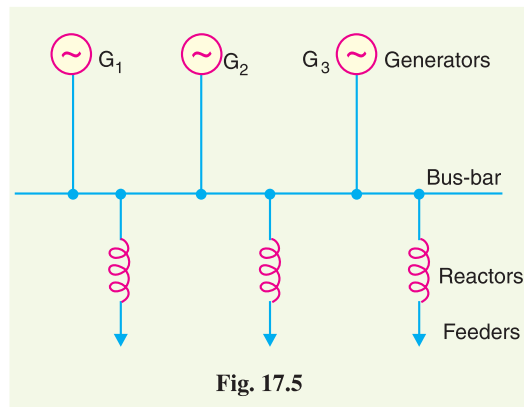 G1 G2 G3 Generators
Bus-bar
Reactors
Feeders
Fig. 17.5